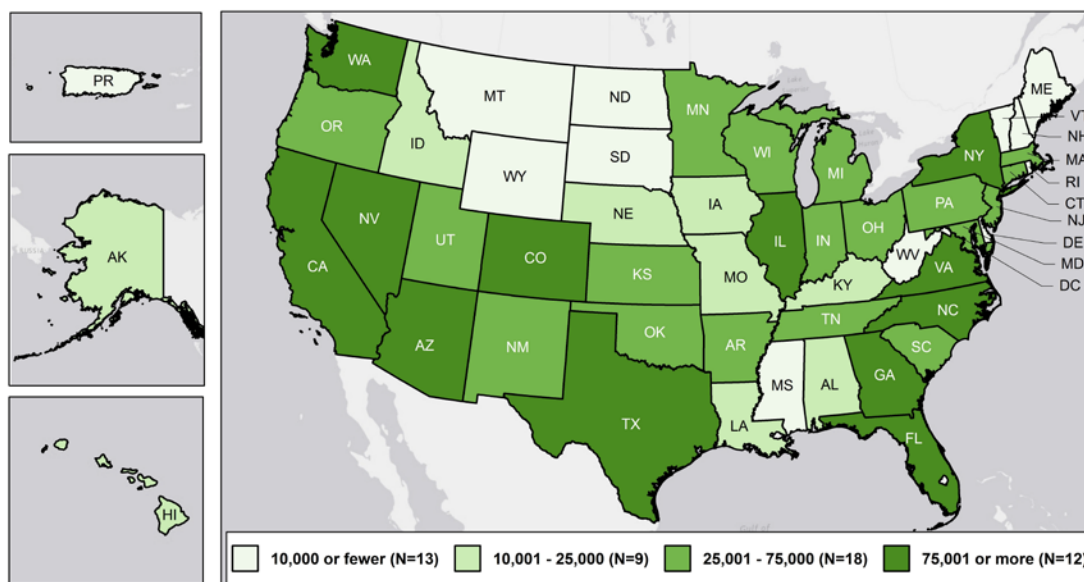 PR
AK
HI
WA
OR
CA
NV
ID
MT
WY
UT
AZ
CO
NM
ND
SD
NE
KS
OK
TX
MN
IA
MO
AR
LA
WI
IL
MI
IN
OH
KY
TN
MS
AL
GA
FL
SC
NC
VA
WV
PA
NY
ME
VT
NH
MA
RI
CT
NJ
DE
MD
DC
10,000 or fewer (N=13)
10,001 - 25,000 (N=9)
25,001 - 75,000 (N=18)
75,001 or more (N=12)